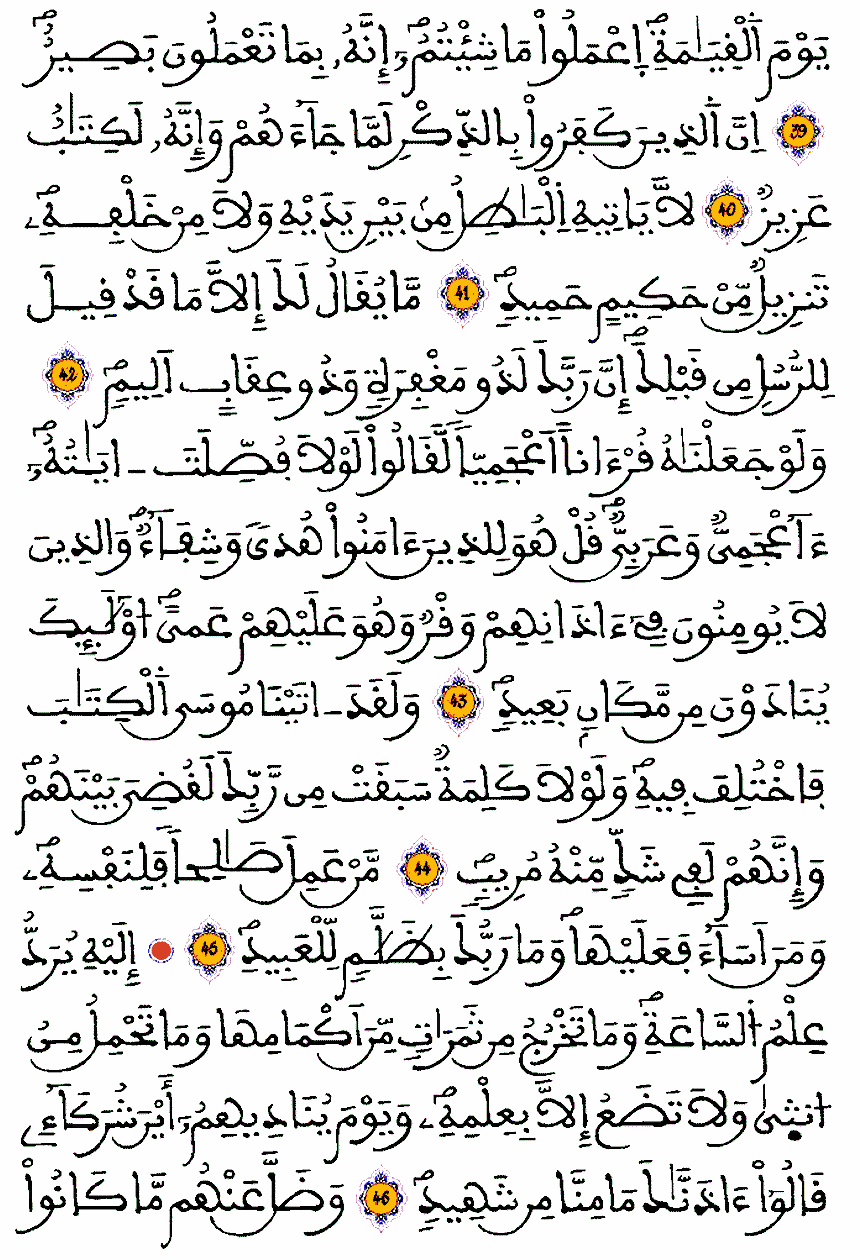 يَوْمَ اَ۬لْقِيَٰمَةِۖ اِ۪عْمَلُواْ مَا شِئْتُمُۥٓ إِنَّهُۥ بِمَا تَعْمَلُونَ بَصِيرٌۖ
39 اِنَّ اَ۬لذِينَ كَفَرُواْ بِالذِّكْرِ لَمَّا جَآءَهُمْ وَإِنَّهُۥ لَكِتَٰبٌ
عَزِيزٌ 40 لَّا يَاتِيهِ اِ۬لْبَٰطِلُ مِنۢ بَيْنِ يَدَيْهِ وَلَا مِنْ خَلْفِهِۦۖ
تَنزِيلٌ مِّنْ حَكِيمٍ حَمِيدٍۖ 41 مَّا يُقَالُ لَكَ إِلَّا مَا قَدْ قِيلَ
لِلرُّسُلِ مِن قَبْلِكَۖ إِنَّ رَبَّكَ لَذُو مَغْفِرَةٍ وَذُو عِقَابٍ اَلِيمٍۖ 42
وَلَوْ جَعَلْنَٰهُ قُرْءَاناً اَعْجَمِيّاٗ لَّقَالُواْ لَوْلَا فُصِّلَتَ اٰيَٰتُهُۥٓۖ
ءَآعْجَمِيٌّ وَعَرَبِيٌّۖ قُلْ هُوَ لِلذِينَ ءَامَنُواْ هُدىٗ وَشِفَآءٌۖ وَالذِينَ
لَا يُومِنُونَ فِےٓ ءَاذَانِهِمْ وَقْرٌ وَهُوَ عَلَيْهِمْ عَمىًۖ اُوْلَٰٓئِكَ
يُنَادَوْنَ مِن مَّكَانٍۢ بَعِيدٍۖ 43 وَلَقَدَ اٰتَيْنَا مُوسَى اَ۬لْكِتَٰبَ
فَاخْتُلِفَ فِيهِۖ وَلَوْلَا كَلِمَةٌ سَبَقَتْ مِن رَّبِّكَ لَقُضِيَ بَيْنَهُمْ
وَإِنَّهُمْ لَفِے شَكّٖ مِّنْهُ مُرِيبٍۖ 44 مَّنْ عَمِلَ صَٰلِحاٗ فَلِنَفْسِهِۦ
وَمَنَ اَسَآءَ فَعَلَيْهَاۖ وَمَا رَبُّكَ بِظَلَّٰمٍ لِّلْعَبِيدِۖ 45 إِلَيْهِ يُرَدُّ
عِلْمُ اُ۬لسَّاعَةِۖ وَمَا تَخْرُجُ مِن ثَمَرَٰتٍ مِّنَ اَكْمَامِهَا وَمَا تَحْمِلُ مِنُ
ا۟نث۪يٰ وَلَا تَضَعُ إِلَّا بِعِلْمِهِۦۖ وَيَوْمَ يُنَادِيهِمُۥٓ أَيْنَ شُرَكَآءِے
قَالُوٓاْ ءَاذَنَّٰكَ مَا مِنَّا مِن شَهِيدٍۖ 46 وَضَلَّ عَنْهُم مَّا كَانُواْ